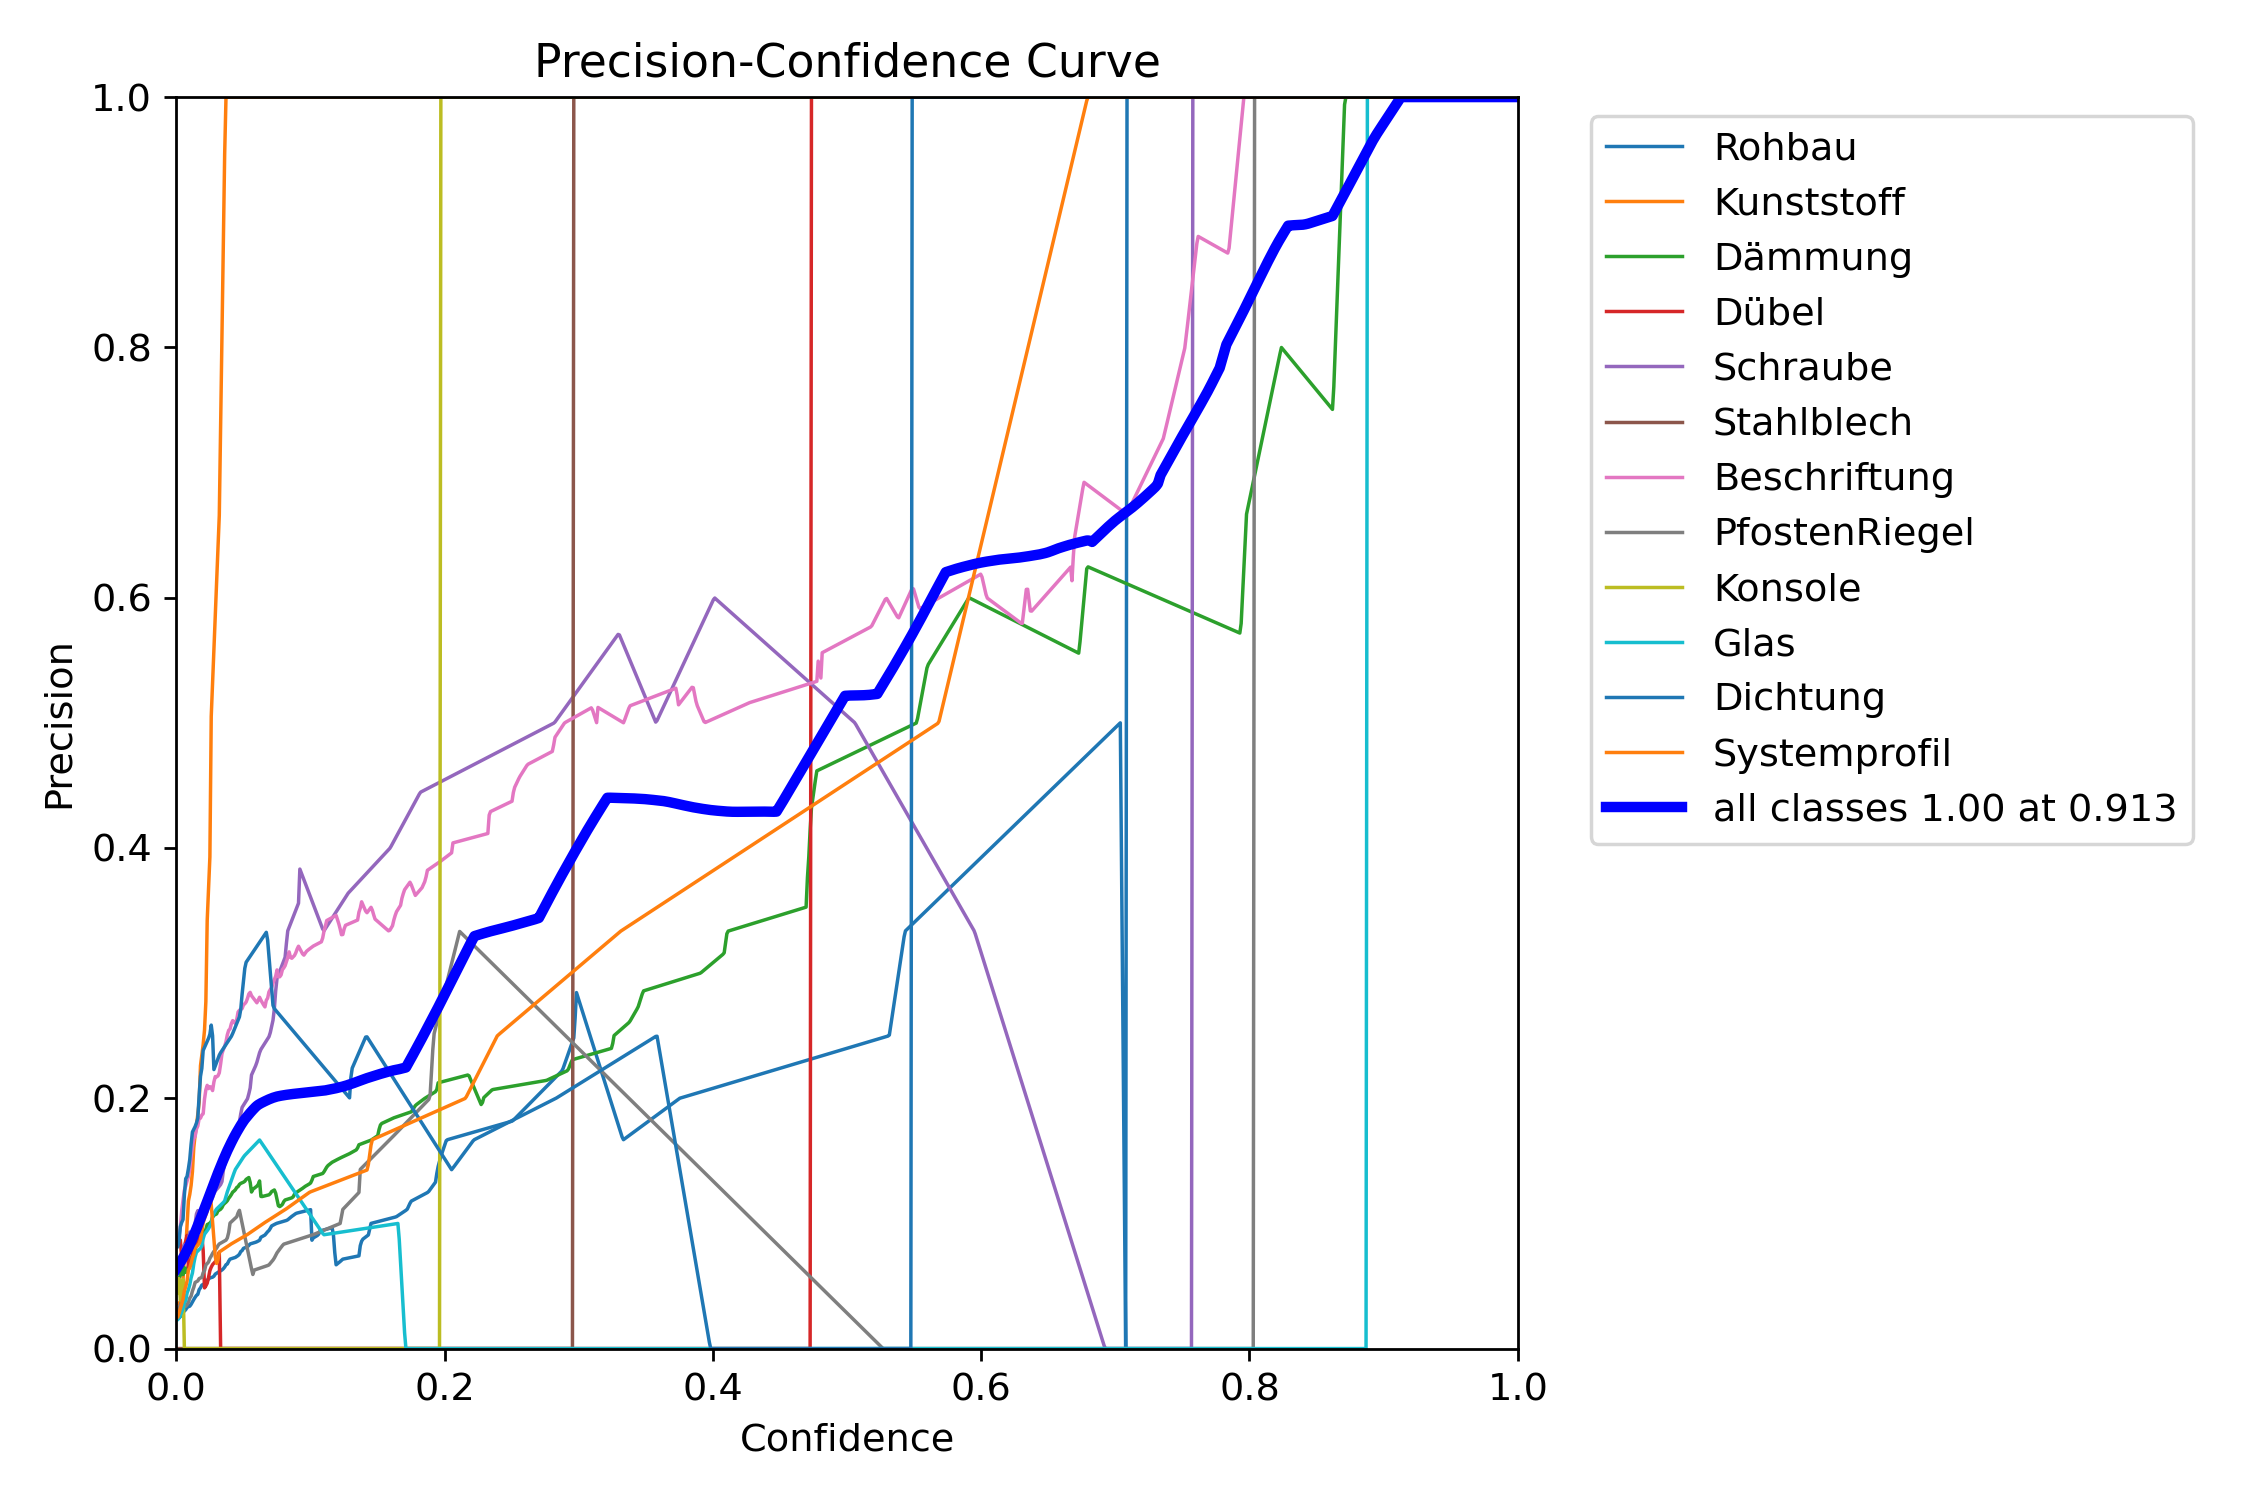 Precision-Confidence Curve
1.0
0.8
0.6
0.4
0.2
0.0
Precision
0.0 0.2 0.4 0.6 0.8 1.0
Confidence
Rohbau
Kunststoff
Dämmung
Dübel
Schraube
Stahlblech
Beschriftung
PfostenRiegel
Konsole
Glas
Dichtung
Systemprofil
all classes 1.00 at 0.913